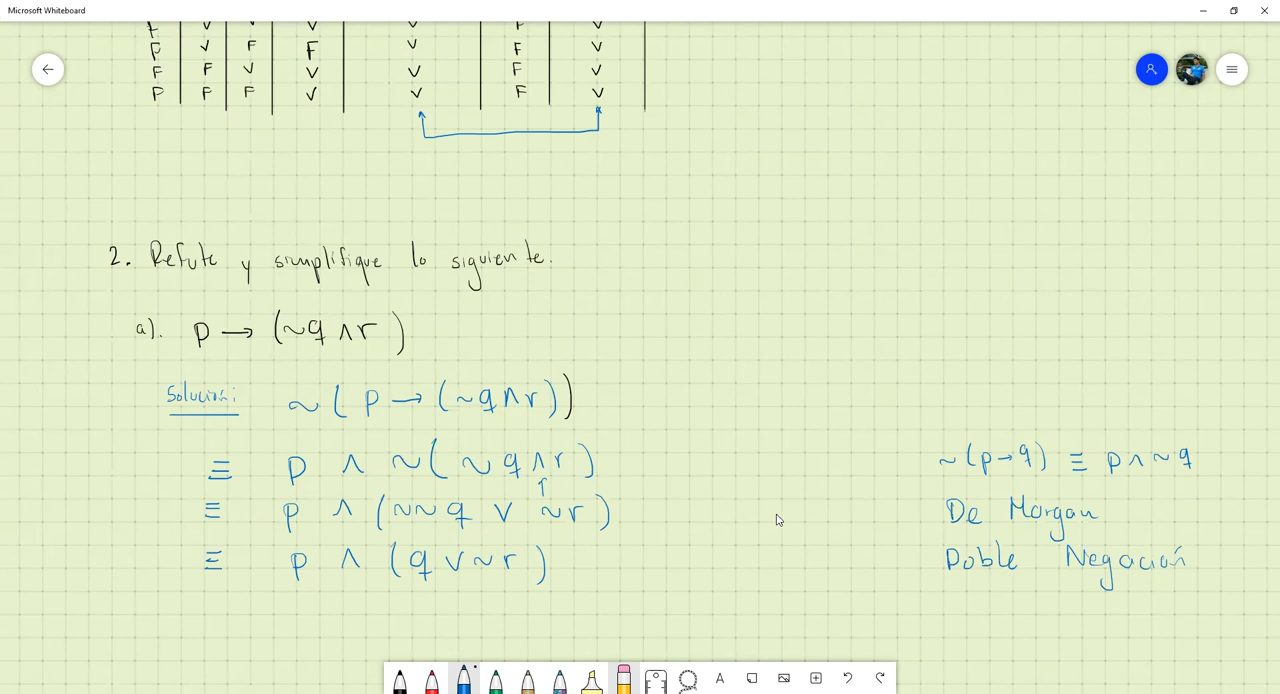 Microsoft Whiteboard
F V V F V
F V F F V F V
F F V V V F V
F F F V V F V
2. Refute y simplifique lo siguiente.
a). p → (~q ∧ r)
Solución: ~(p → (~q ∧ r))
≡ p ∧ ~(~q ∧ r) ~(p → q) ≡ p ∧ ~q
≡ p ∧ (~~q ∨ ~r) De Morgan
≡ p ∧ (q ∨ ~r) Doble Negación
A